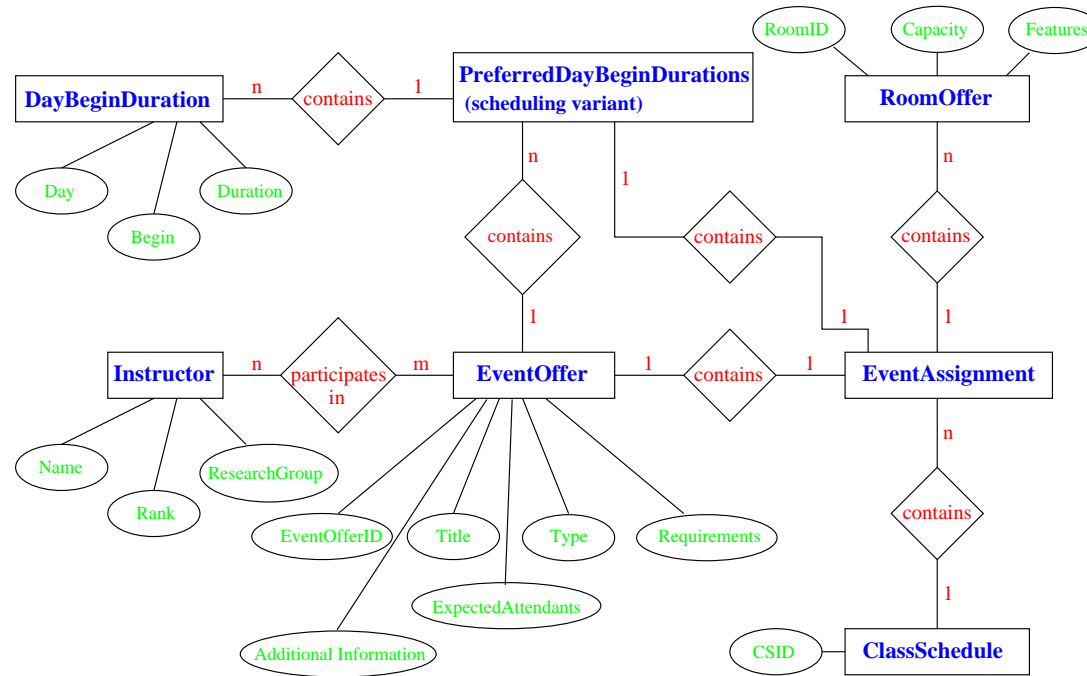 RoomID
Capacity
Features
DayBeginDuration
n
contains
1
PreferredDayBeginDurations
(scheduling variant)
RoomOffer
Day
Begin
Duration
n
1
n
contains
contains
contains
1
1
1
Instructor
n
participates
in
m
EventOffer
1
contains
1
EventAssignment
n
Name
Rank
ResearchGroup
EventOfferID
Title
Type
Requirements
contains
ExpectedAttendants
Additional Information
1
CSID
ClassSchedule